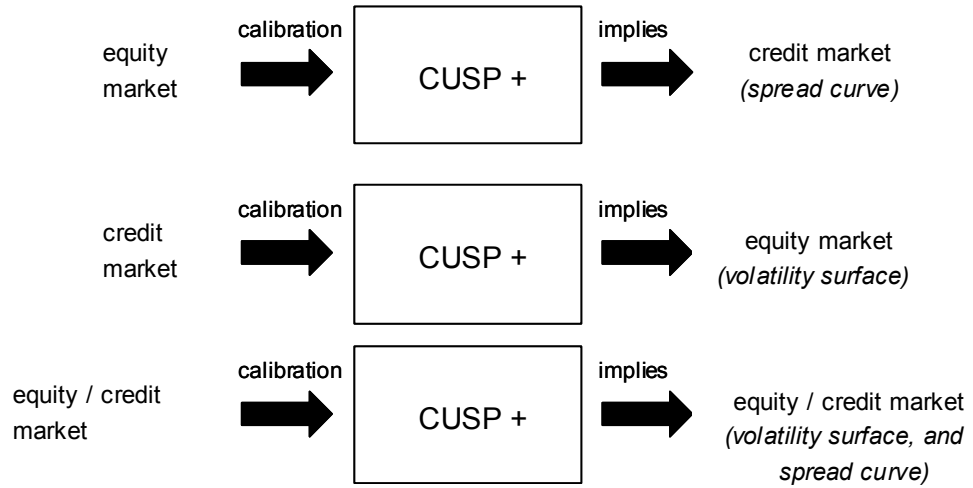 calibration
implies
equity
market
CUSP +
credit market
(spread curve)
calibration
implies
credit
market
CUSP +
equity market
(volatility surface)
calibration
implies
equity / credit
market
CUSP +
equity / credit market
(volatility surface, and
spread curve)